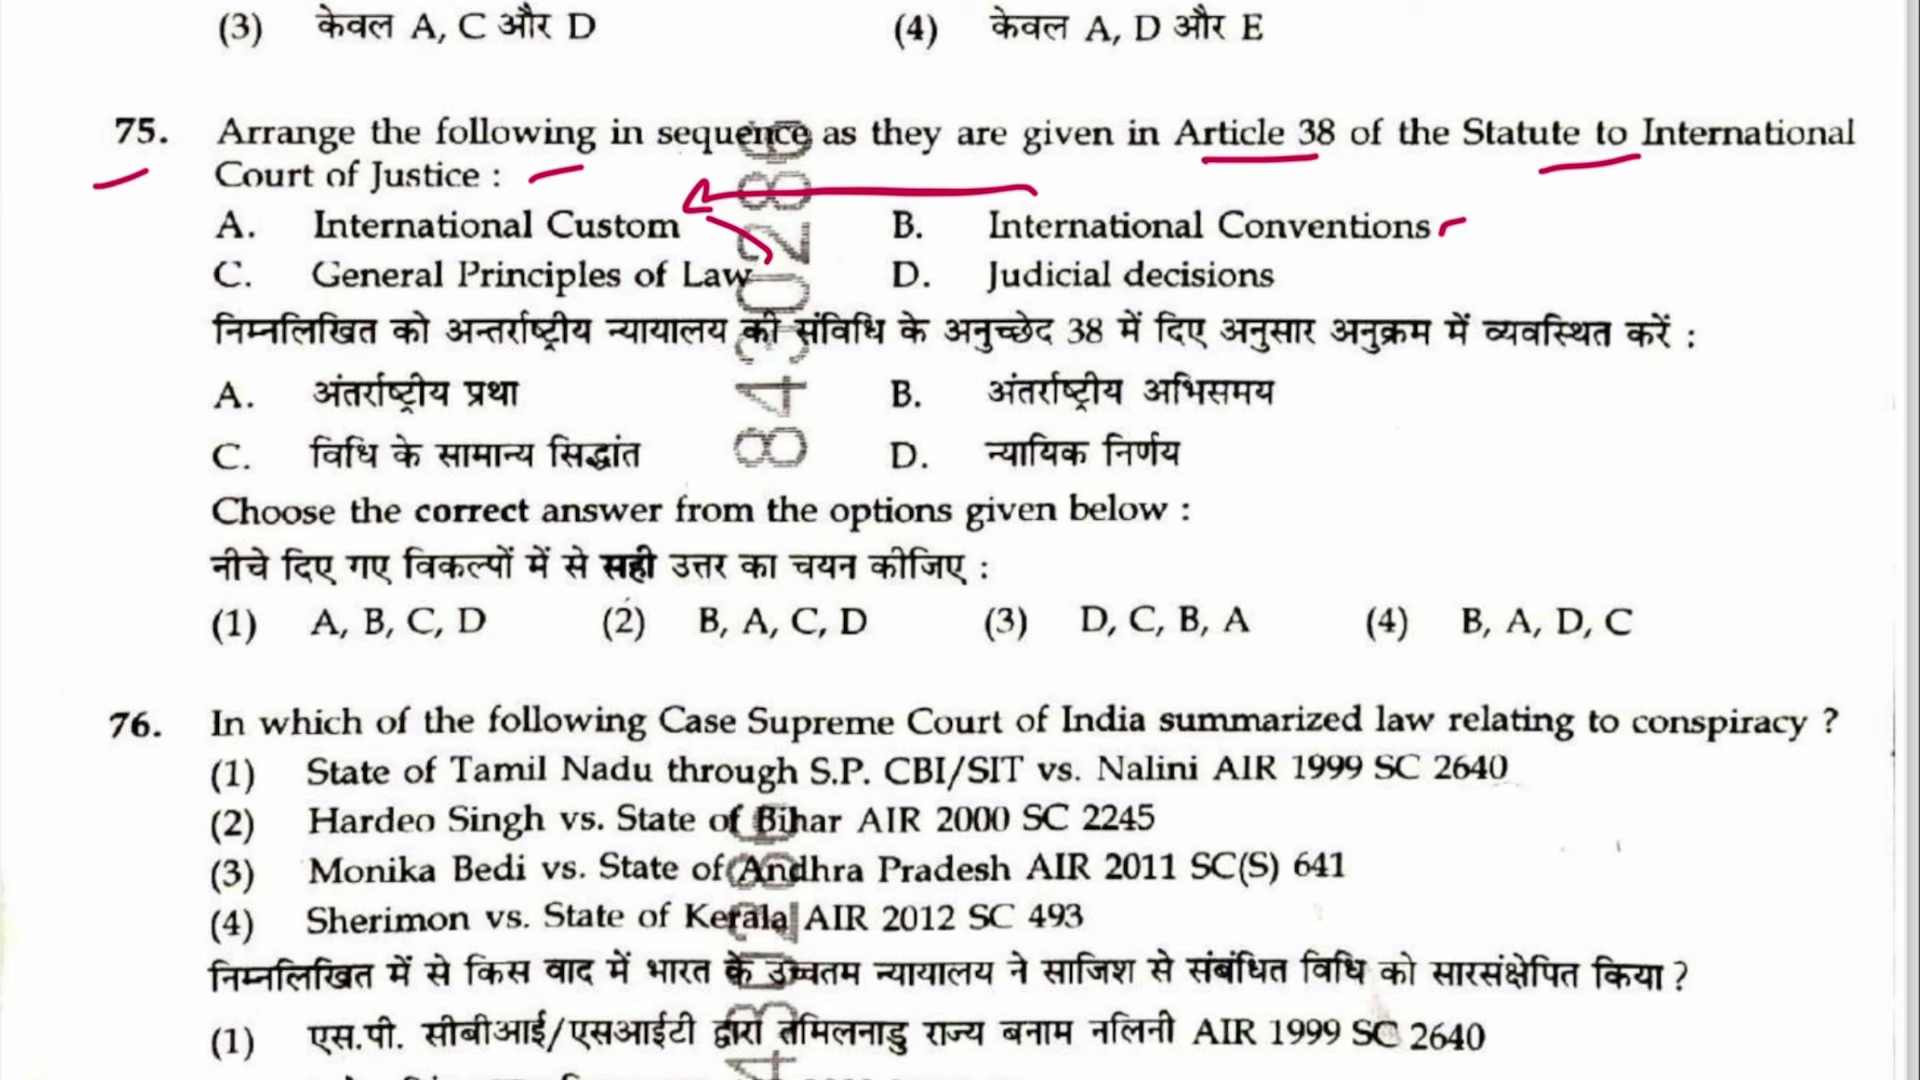 (3) केवल A, C और D (4) केवल A, D और E
75. Arrange the following in sequence as they are given in Article 38 of the Statute to International
Court of Justice :
A. International Custom B. International Conventions
C. General Principles of Law D. Judicial decisions
निम्नलिखित को अन्तर्राष्ट्रीय न्यायालय की संविधि के अनुच्छेद 38 में दिए अनुसार अनुक्रम में व्यवस्थित करें :
A. अंतर्राष्ट्रीय प्रथा B. अंतर्राष्ट्रीय अभिसमय
C. विधि के सामान्य सिद्धांत D. न्यायिक निर्णय
Choose the correct answer from the options given below :
नीचे दिए गए विकल्पों में से सही उत्तर का चयन कीजिए :
(1) A, B, C, D (2) B, A, C, D (3) D, C, B, A (4) B, A, D, C
76. In which of the following Case Supreme Court of India summarized law relating to conspiracy ?
(1) State of Tamil Nadu through S.P. CBI/SIT vs. Nalini AIR 1999 SC 2640
(2) Hardeo Singh vs. State of Bihar AIR 2000 SC 2245
(3) Monika Bedi vs. State of Andhra Pradesh AIR 2011 SC(S) 641
(4) Sherimon vs. State of Kerala AIR 2012 SC 493
निम्नलिखित में से किस वाद में भारत के उच्चतम न्यायालय ने साजिश से संबंधित विधि को सारसंक्षेपित किया ?
(1) एस.पी. सीबीआई/एसआईटी द्वारा तमिलनाडु राज्य बनाम नलिनी AIR 1999 SC 2640